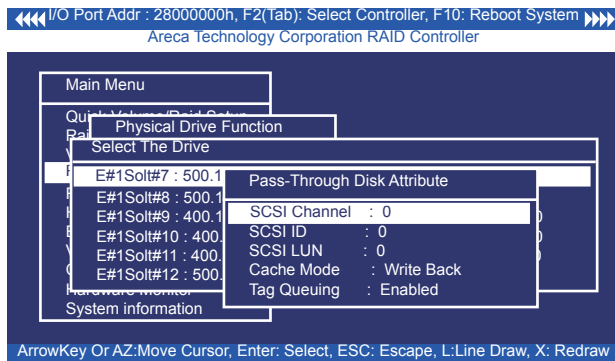 I/O Port Addr : 28000000h, F2(Tab): Select Controller, F10: Reboot System
Areca Technology Corporation RAID Controller
Main Menu
Physical Drive Function
Select The Drive
E#1Solt#7 : 500.1
E#1Solt#8 : 500.1
E#1Solt#9 : 400.1
E#1Solt#10 : 400.
E#1Solt#11 : 400.
E#1Solt#12 : 500.
Pass-Through Disk Attribute
SCSI Channel : 0
SCSI ID : 0
SCSI LUN : 0
Cache Mode : Write Back
Tag Queuing : Enabled
System information
ArrowKey Or AZ:Move Cursor, Enter: Select, ESC: Escape, L:Line Draw, X: Redraw